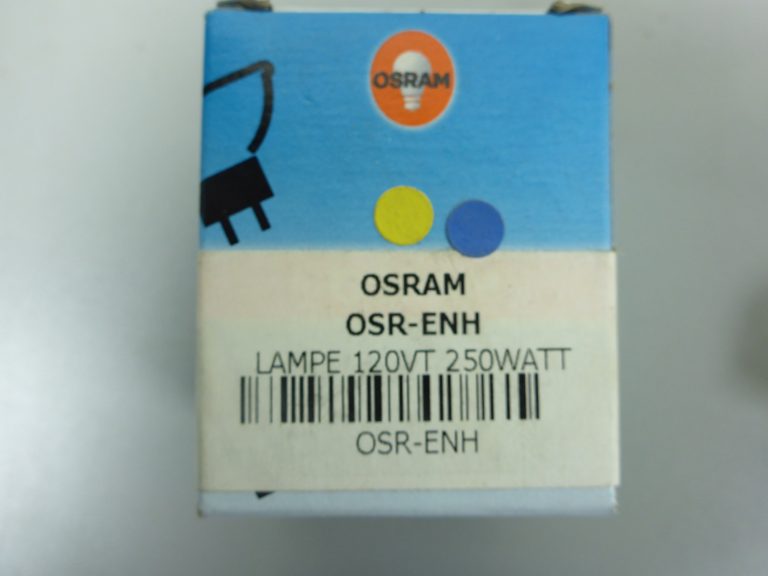 OSRAM
OSRAM
OSR-ENH
LAMPE 120VT 250WATT
OSR-ENH